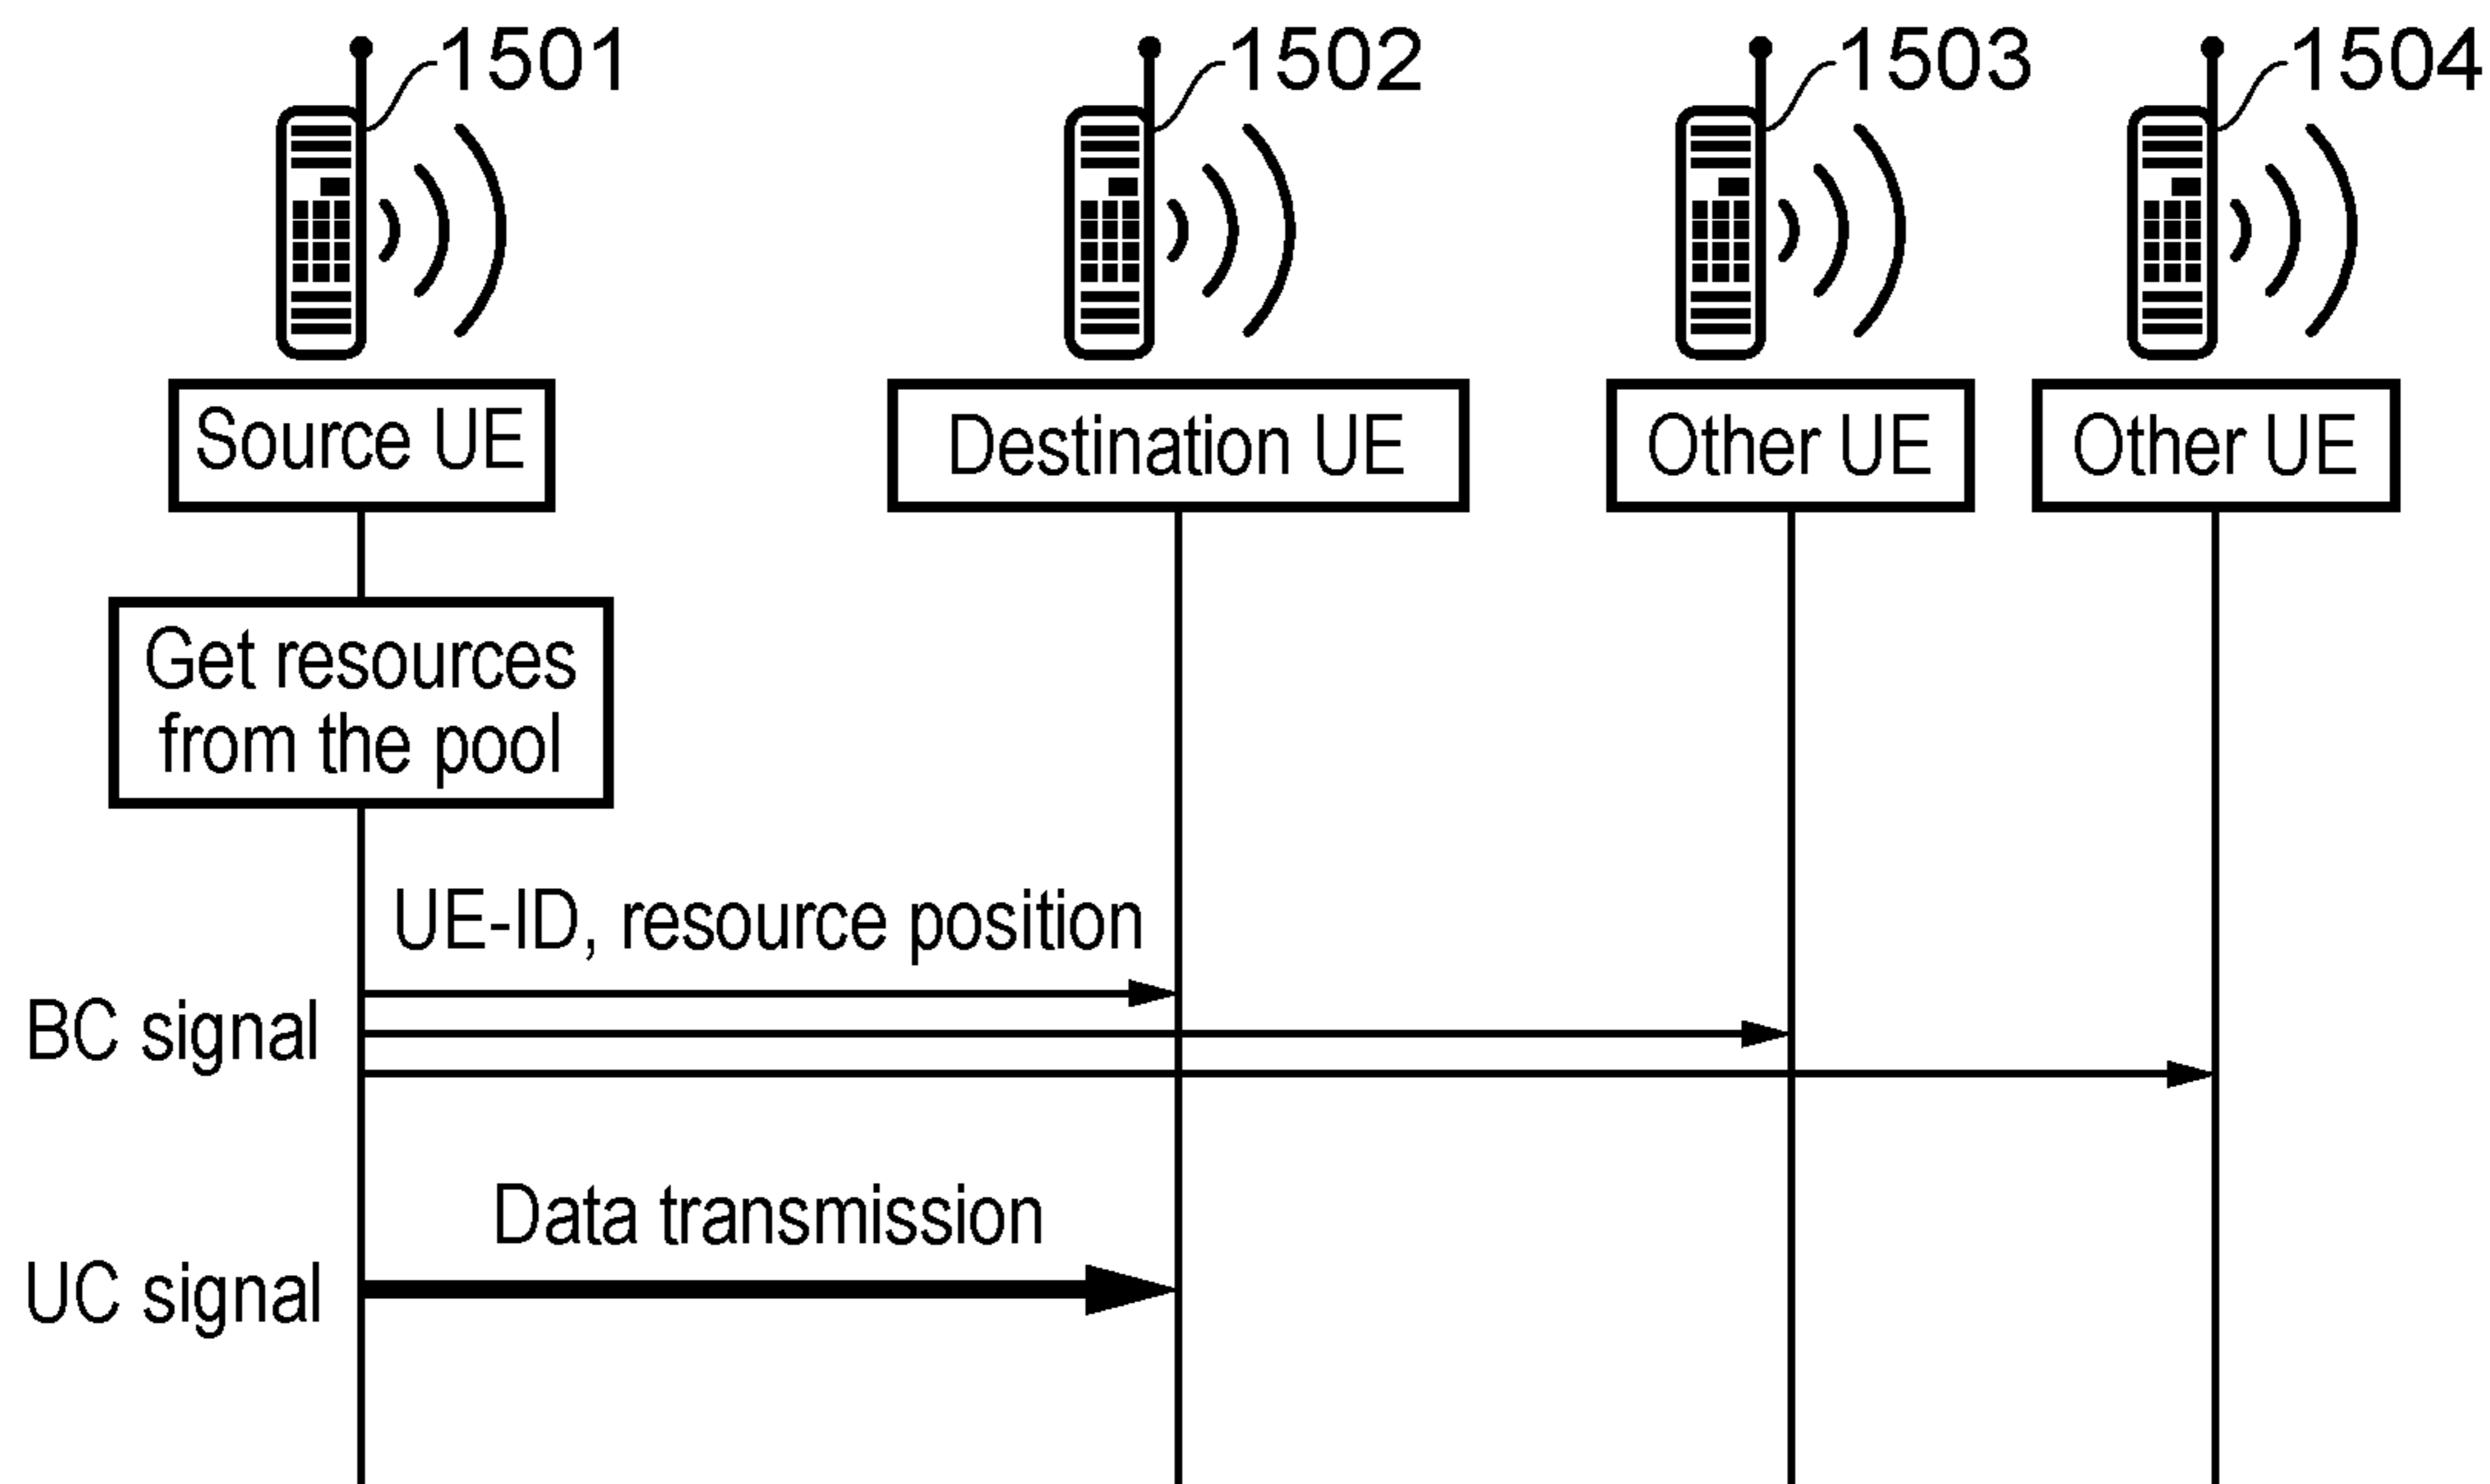 1501
1502
1503
1504
Source UE
Destination UE
Other UE
Other UE
Get resources
from the pool
UE-ID, resource position
BC signal
Data transmission
UC signal